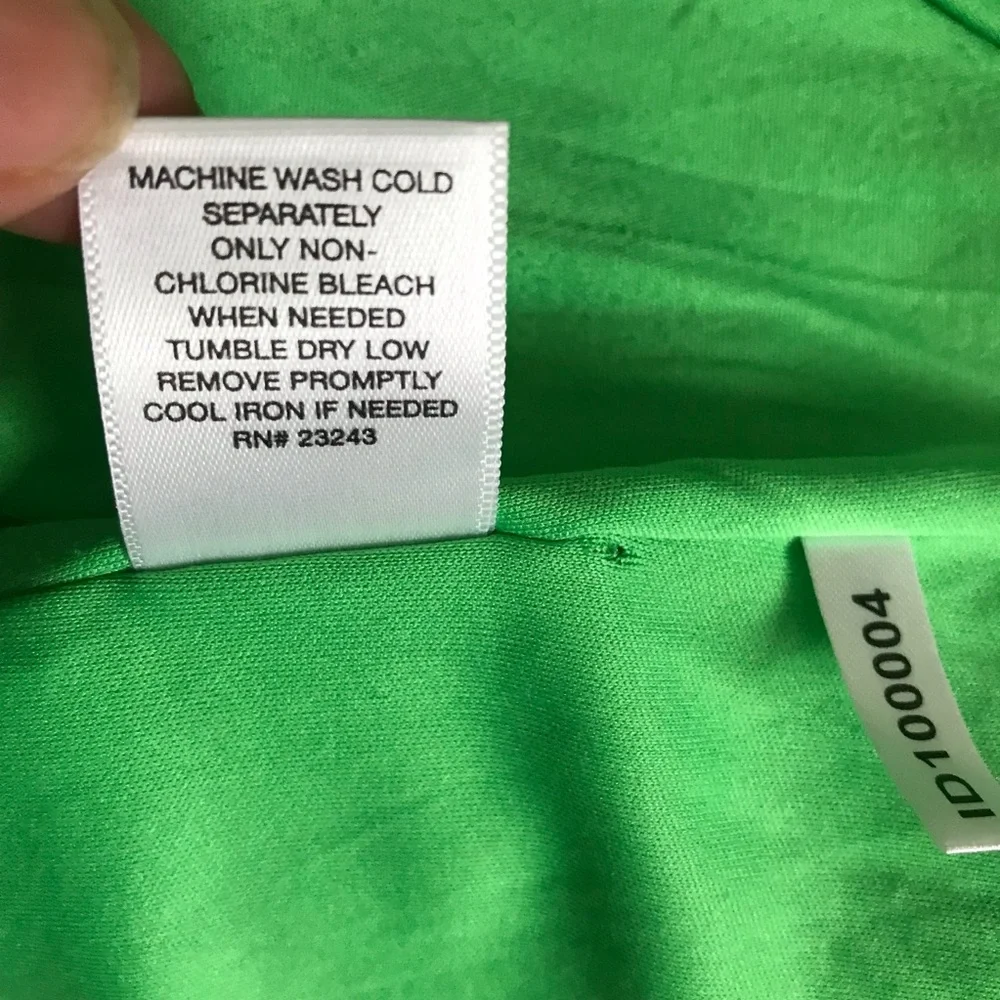 MACHINE WASH COLD
SEPARATELY
ONLY NON-
CHLORINE BLEACH
WHEN NEEDED
TUMBLE DRY LOW
REMOVE PROMPTLY
COOL IRON IF NEEDED
RN# 23243
ID100004